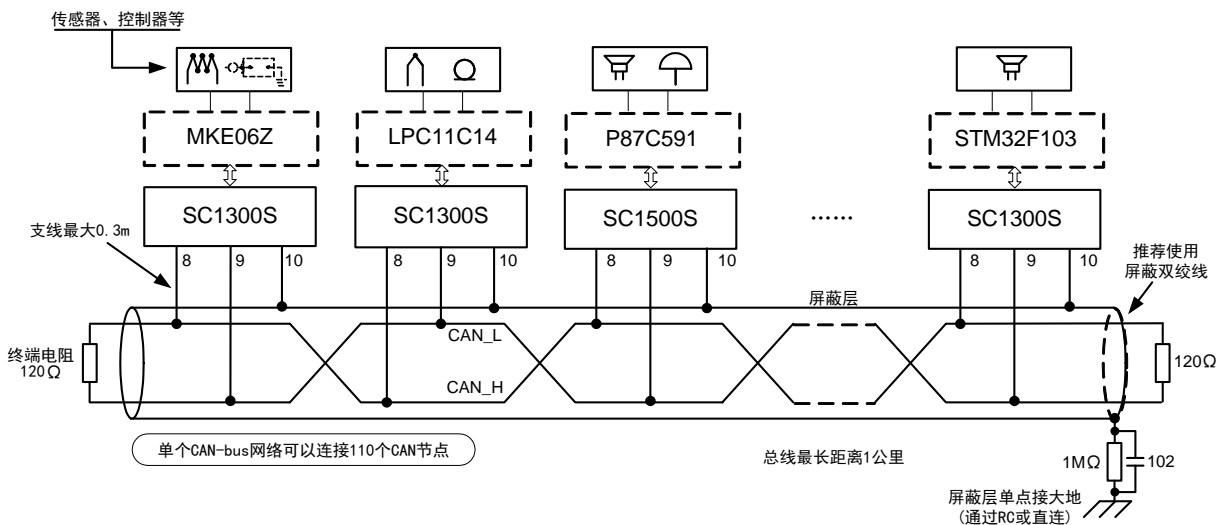 传感器、控制器等
MKE06Z
LPC11C14
P87C591
STM32F103
SC1300S
SC1300S
SC1500S
……
SC1300S
支线最大0.3m
8 9 10
8 9 10
8 9 10
8 9 10
推荐使用
屏蔽双绞线
屏蔽层
CAN_L
CAN_H
终端电阻
120Ω
120Ω
单个CAN-bus网络可以连接110个CAN节点
总线最长距离1公里
1MΩ
102
屏蔽层单点接大地
(通过RC或直连)